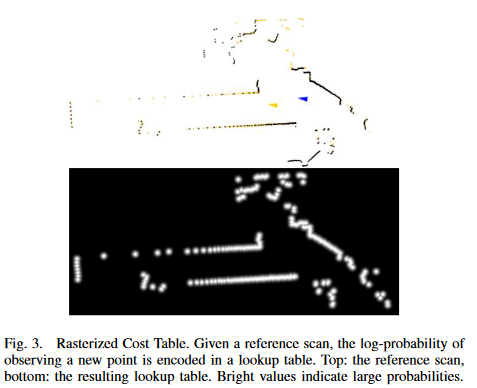 Fig. 3. Rasterized Cost Table. Given a reference scan, the log-probability of
observing a new point is encoded in a lookup table. Top: the reference scan,
bottom: the resulting lookup table. Bright values indicate large probabilities.